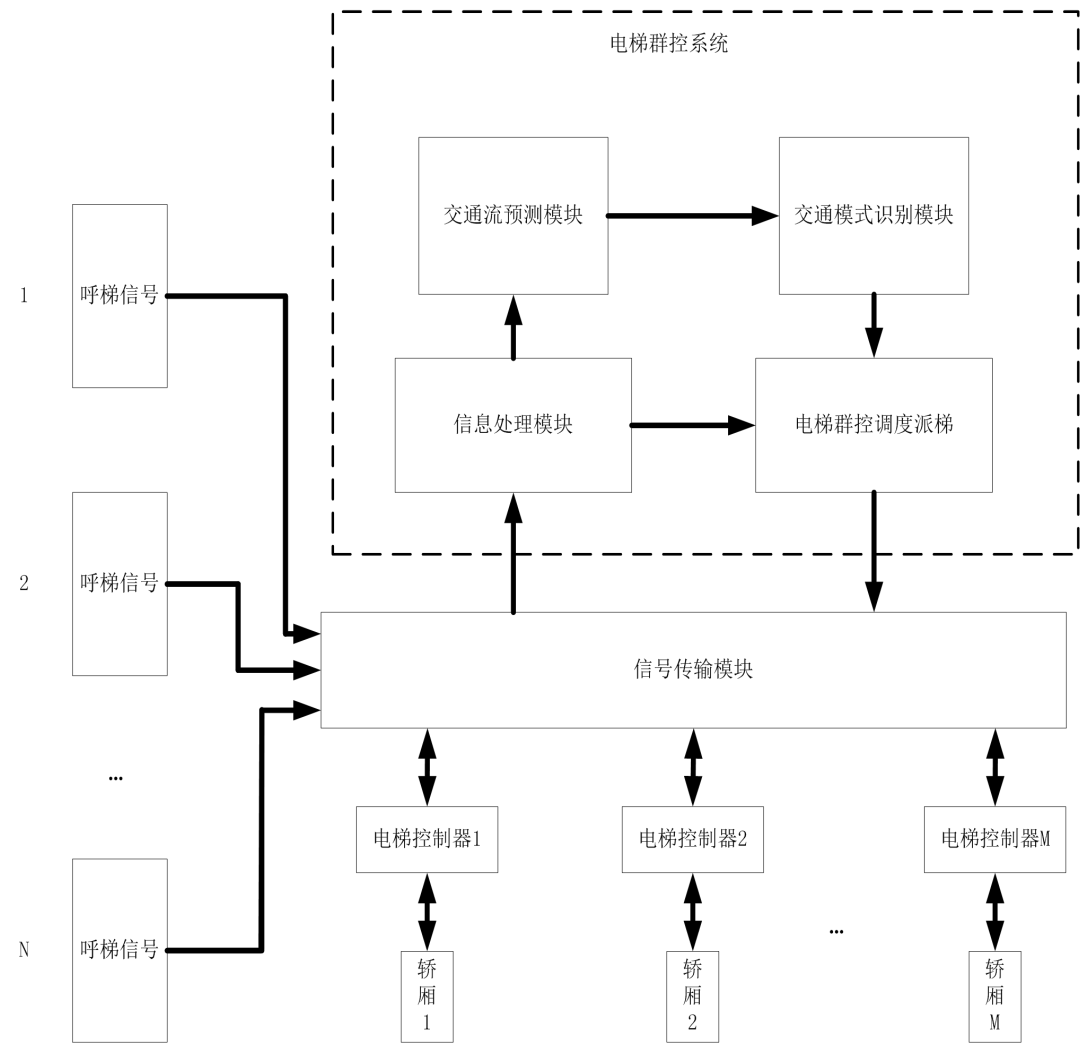 电梯群控系统
交通流预测模块
交通模式识别模块
1
呼梯信号
信息处理模块
电梯群控调度派梯
2
呼梯信号
信号传输模块
…
电梯控制器1
电梯控制器2
电梯控制器M
…
N
呼梯信号
轿
厢
1
轿
厢
2
轿
厢
M